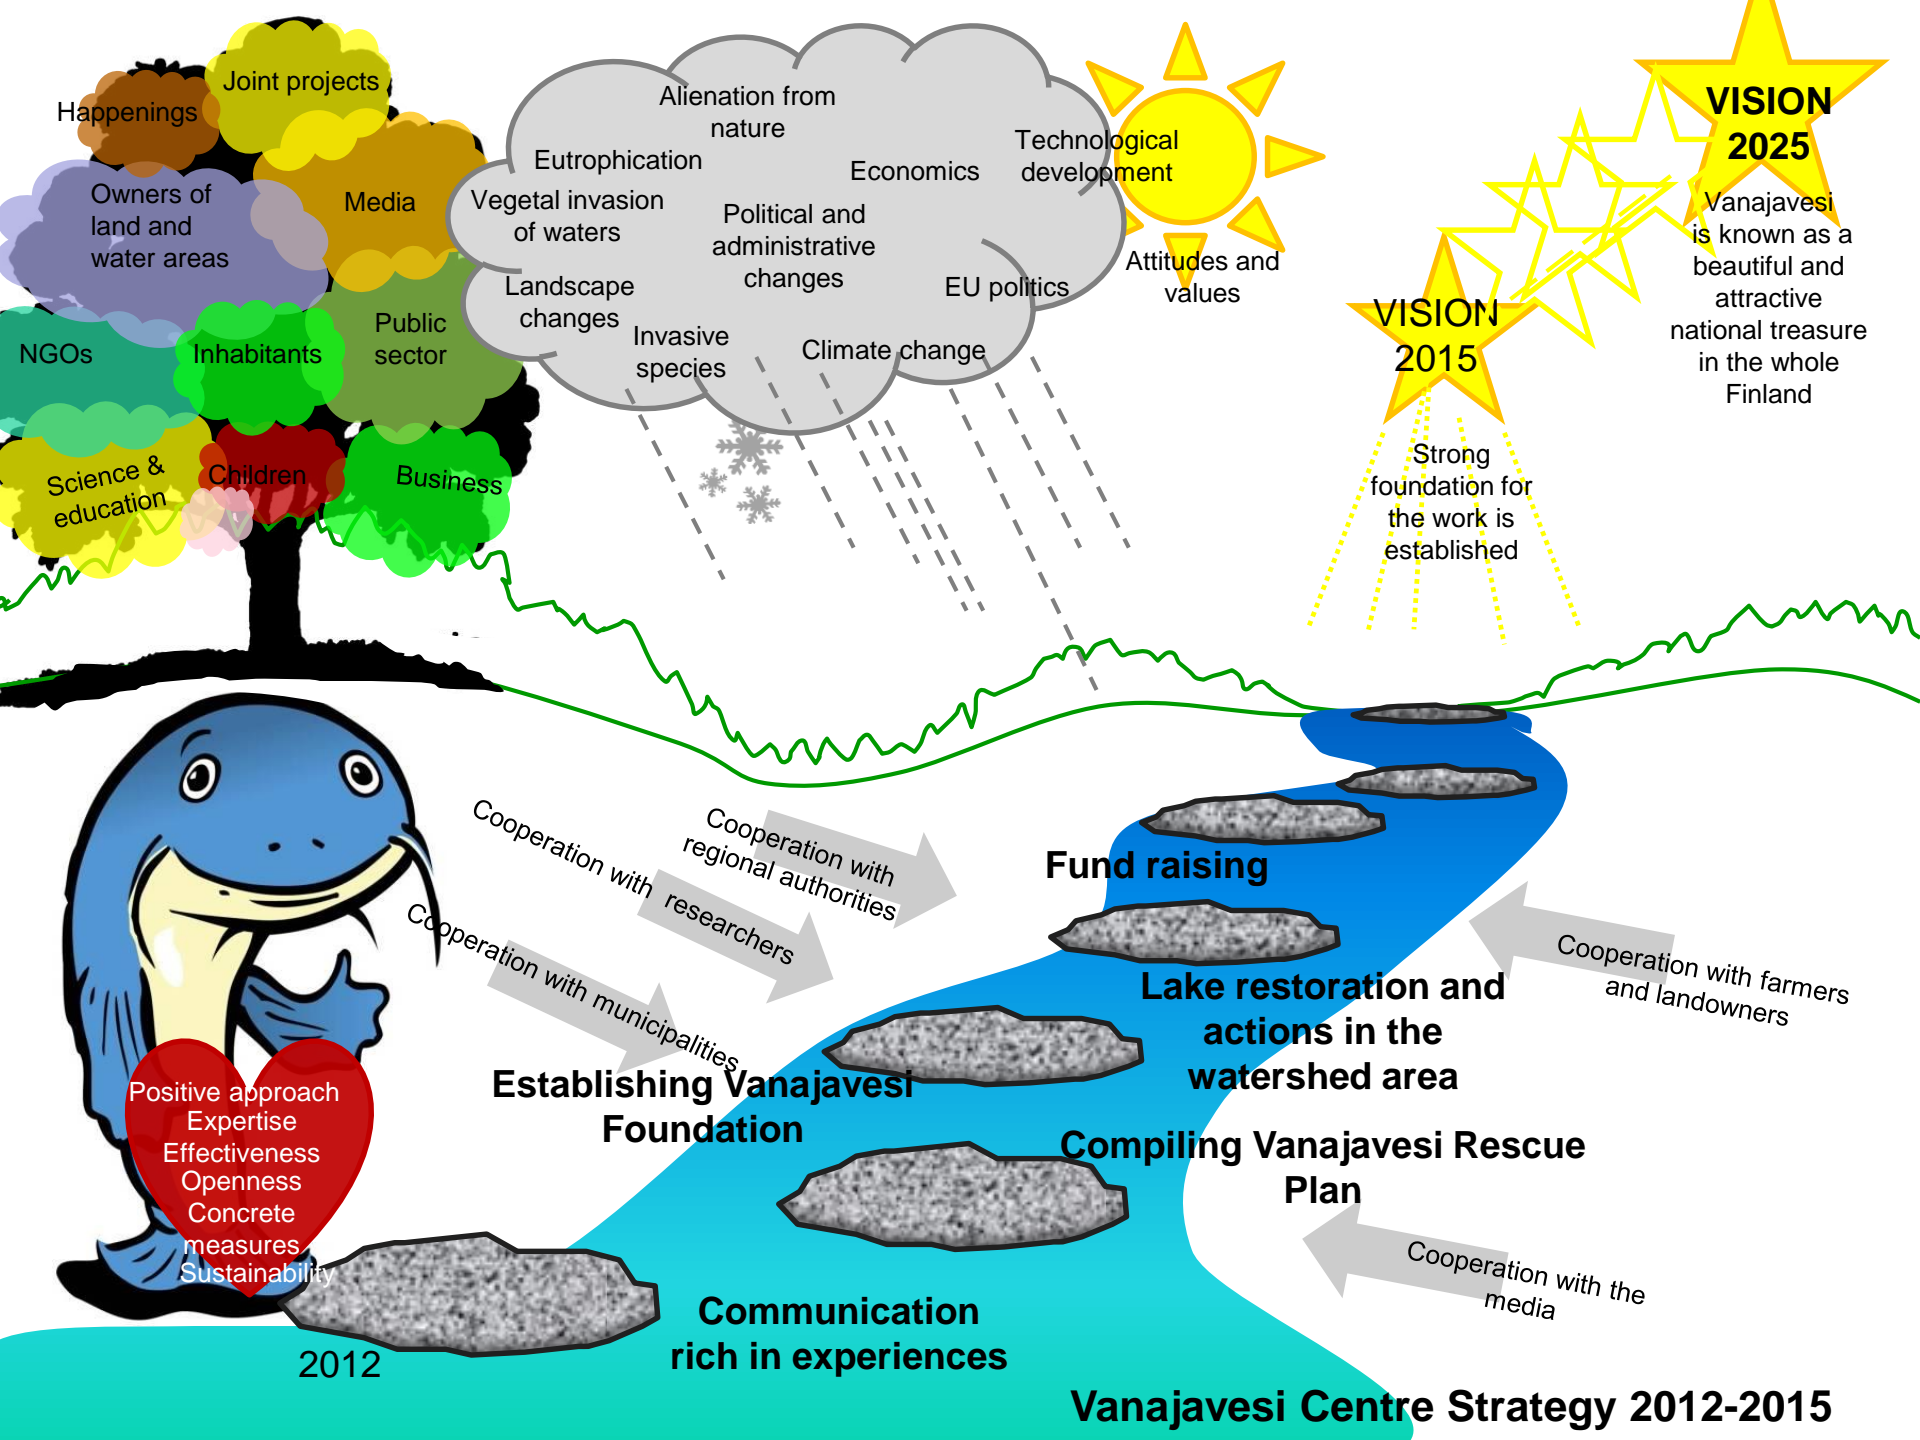 Joint projects
Happenings
Owners of
land and
water areas
Media
NGOs
Inhabitants
Public
sector
Science &
education
Children
Business
Alienation from
nature
Eutrophication
Economics
Technological
development
Vegetal invasion
of waters
Political and
administrative
changes
Landscape
changes
EU politics
Invasive
species
Climate change
Attitudes and
values
VISION
2015
Strong
foundation for
the work is
established
VISION
2025
Vanajavesi
is known as a
beautiful and
attractive
national treasure
in the whole
Finland
Cooperation with
regional authorities
Cooperation with researchers
Cooperation with municipalities
Fund raising
Cooperation with farmers
and landowners
Lake restoration and
actions in the
watershed area
Establishing Vanajavesi
Foundation
Compiling Vanajavesi Rescue
Plan
Cooperation with the
media
Positive approach
Expertise
Effectiveness
Openness
Concrete
measures
Sustainability
Communication
rich in experiences
2012
Vanajavesi Centre Strategy 2012-2015